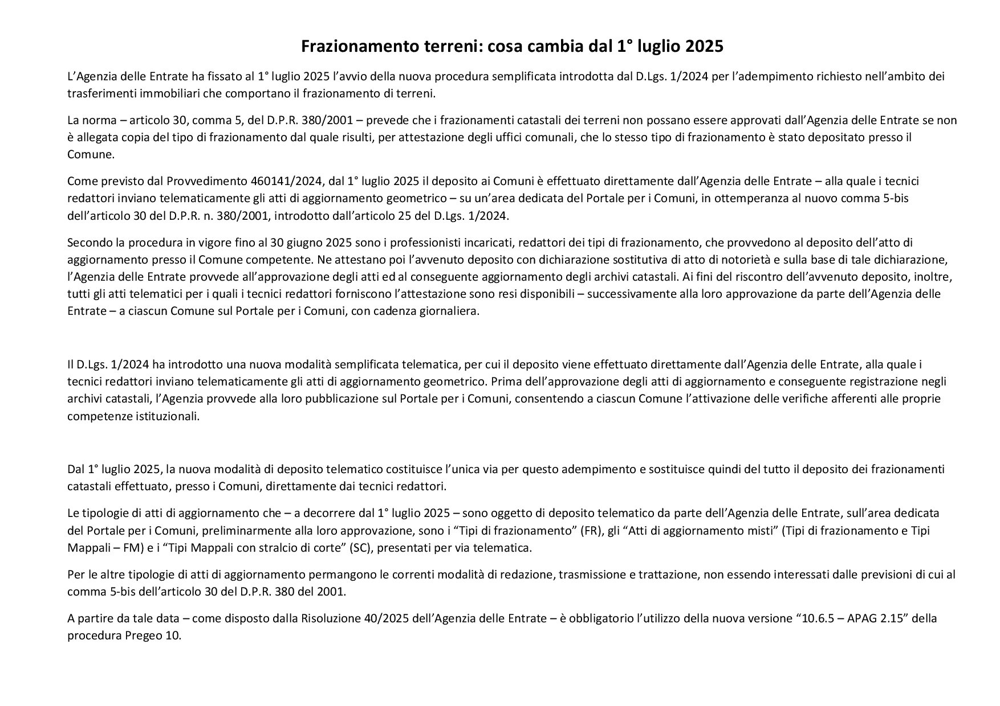 Frazionamento terreni: cosa cambia dal 1° luglio 2025
L’Agenzia delle Entrate ha fissato al 1° luglio 2025 l’avvio della nuova procedura semplificata introdotta dal D.Lgs. 1/2024 per l’adempimento richiesto nell’ambito dei
trasferimenti immobiliari che comportano il frazionamento di terreni.
La norma – articolo 30, comma 5, del D.P.R. 380/2001 – prevede che i frazionamenti catastali dei terreni non possano essere approvati dall’Agenzia delle Entrate se non
è allegata copia del tipo di frazionamento dal quale risulti, per attestazione degli uffici comunali, che lo stesso tipo di frazionamento è stato depositato presso il
Comune.
Come previsto dal Provvedimento 460141/2024, dal 1° luglio 2025 il deposito ai Comuni è effettuato direttamente dall’Agenzia delle Entrate – alla quale i tecnici
redattori inviano telematicamente gli atti di aggiornamento geometrico – su un’area dedicata del Portale per i Comuni, in ottemperanza al nuovo comma 5-bis
dell’articolo 30 del D.P.R. n. 380/2001, introdotto dall’articolo 25 del D.Lgs. 1/2024.
Secondo la procedura in vigore fino al 30 giugno 2025 sono i professionisti incaricati, redattori dei tipi di frazionamento, che provvedono al deposito dell’atto di
aggiornamento presso il Comune competente. Ne attestano poi l’avvenuto deposito con dichiarazione sostitutiva di atto di notorietà e sulla base di tale dichiarazione,
l’Agenzia delle Entrate provvede all’approvazione degli atti ed al conseguente aggiornamento degli archivi catastali. Ai fini del riscontro dell’avvenuto deposito, inoltre,
tutti gli atti telematici per i quali i tecnici redattori forniscono l’attestazione sono resi disponibili – successivamente alla loro approvazione da parte dell’Agenzia delle
Entrate – a ciascun Comune sul Portale per i Comuni, con cadenza giornaliera.
Il D.Lgs. 1/2024 ha introdotto una nuova modalità semplificata telematica, per cui il deposito viene effettuato direttamente dall’Agenzia delle Entrate, alla quale i
tecnici redattori inviano telematicamente gli atti di aggiornamento geometrico. Prima dell’approvazione degli atti di aggiornamento e conseguente registrazione negli
archivi catastali, l’Agenzia provvede alla loro pubblicazione sul Portale per i Comuni, consentendo a ciascun Comune l’attivazione delle verifiche afferenti alle proprie
competenze istituzionali.
Dal 1° luglio 2025, la nuova modalità di deposito telematico costituisce l’unica via per questo adempimento e sostituisce quindi del tutto il deposito dei frazionamenti
catastali effettuato, presso i Comuni, direttamente dai tecnici redattori.
Le tipologie di atti di aggiornamento che – a decorrere dal 1° luglio 2025 – sono oggetto di deposito telematico da parte dell’Agenzia delle Entrate, sull’area dedicata
del Portale per i Comuni, preliminarmente alla loro approvazione, sono i “Tipi di frazionamento” (FR), gli “Atti di aggiornamento misti” (Tipi di frazionamento e Tipi
Mappali – FM) e i “Tipi Mappali con stralcio di corte” (SC), presentati per via telematica.
Per le altre tipologie di atti di aggiornamento permangono le correnti modalità di redazione, trasmissione e trattazione, non essendo interessati dalle previsioni di cui al
comma 5-bis dell’articolo 30 del D.P.R. 380 del 2001.
A partire da tale data – come disposto dalla Risoluzione 40/2025 dell’Agenzia delle Entrate – è obbligatorio l’utilizzo della nuova versione “10.6.5 – APAG 2.15” della
procedura Pregeo 10.